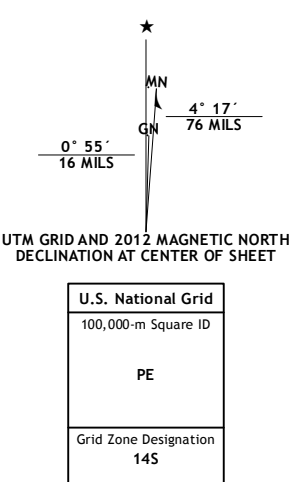 ★
MN
4° 17´
76 MILS
GN
0° 55´
16 MILS
UTM GRID AND 2012 MAGNETIC NORTH
DECLINATION AT CENTER OF SHEET
U.S. National Grid
100,000-m Square ID
PE
Grid Zone Designation
14S